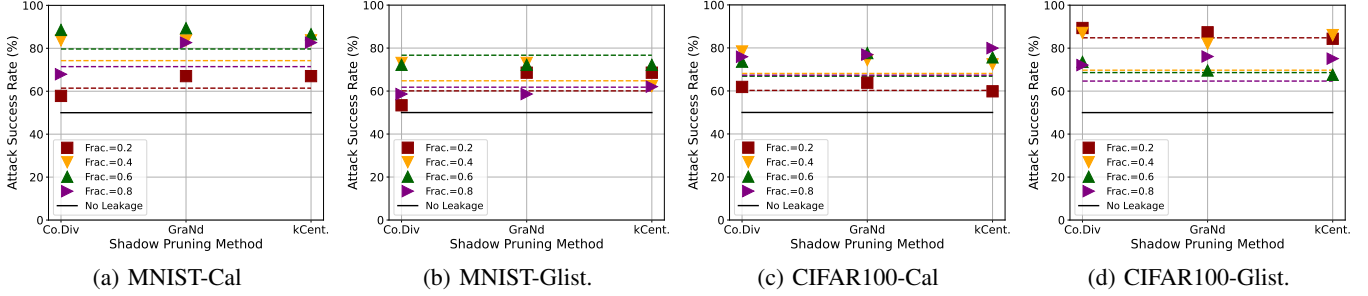 100
80
60
40
20
0
Attack Success Rate (%)
Frac.=0.2
Frac.=0.4
Frac.=0.6
Frac.=0.8
No Leakage
Co.Div
GraNd
kCent.
Shadow Pruning Method
(a) MNIST-Cal
100
80
60
40
20
0
Attack Success Rate (%)
Frac.=0.2
Frac.=0.4
Frac.=0.6
Frac.=0.8
No Leakage
Co.Div
GraNd
kCent.
Shadow Pruning Method
(b) MNIST-Glist.
100
80
60
40
20
0
Attack Success Rate (%)
Frac.=0.2
Frac.=0.4
Frac.=0.6
Frac.=0.8
No Leakage
Co.Div
GraNd
kCent.
Shadow Pruning Method
(c) CIFAR100-Cal
100
80
60
40
20
0
Attack Success Rate (%)
Frac.=0.2
Frac.=0.4
Frac.=0.6
Frac.=0.8
No Leakage
Co.Div
GraNd
kCent.
Shadow Pruning Method
(d) CIFAR100-Glist.